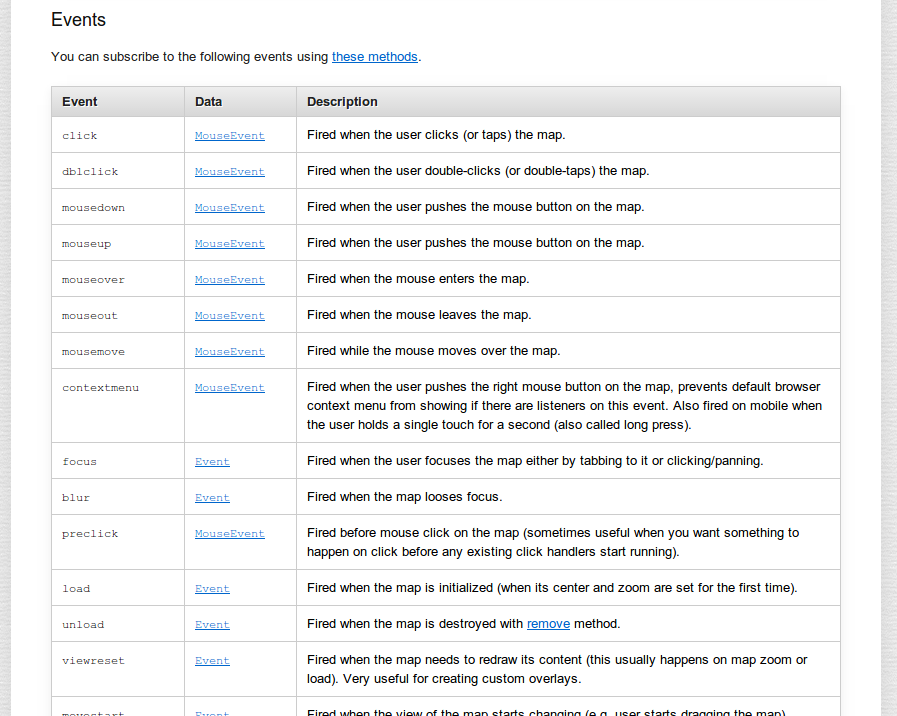 Events
You can subscribe to the following events using these methods.
Event Data Description
click MouseEvent Fired when the user clicks (or taps) the map.
dblclick MouseEvent Fired when the user double-clicks (or double-taps) the map.
mousedown MouseEvent Fired when the user pushes the mouse button on the map.
mouseup MouseEvent Fired when the user pushes the mouse button on the map.
mouseover MouseEvent Fired when the mouse enters the map.
mouseout MouseEvent Fired when the mouse leaves the map.
mousemove MouseEvent Fired while the mouse moves over the map.
contextmenu MouseEvent Fired when the user pushes the right mouse button on the map, prevents default browser
context menu from showing if there are listeners on this event. Also fired on mobile when
the user holds a single touch for a second (also called long press).
focus Event Fired when the user focuses the map either by tabbing to it or clicking/panning.
blur Event Fired when the map looses focus.
preclick MouseEvent Fired before mouse click on the map (sometimes useful when you want something to
happen on click before any existing click handlers start running).
load Event Fired when the map is initialized (when its center and zoom are set for the first time).
unload Event Fired when the map is destroyed with remove method.
viewreset Event Fired when the map needs to redraw its content (this usually happens on map zoom or
load). Very useful for creating custom overlays.
movestart Event Fired when the view of the map starts changing (e.g. user starts dragging the map).